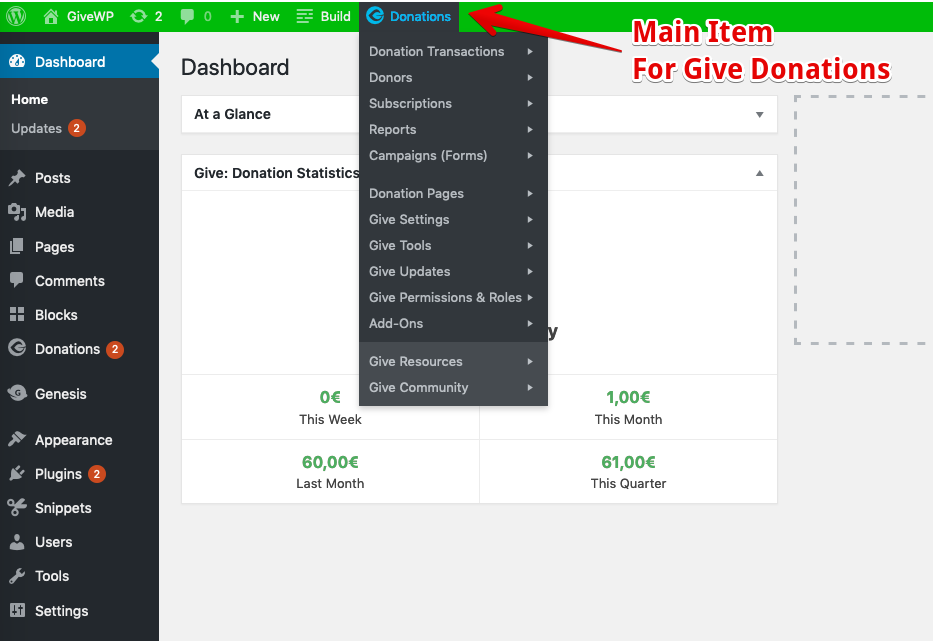 GiveWP 2 0 New Build Donations
Main Item
For Give Donations
Dashboard
Home
Updates 2
Posts
Media
Pages
Comments
Blocks
Donations 2
Genesis
Appearance
Plugins 2
Snippets
Users
Tools
Settings
Donation Transactions
Donors
Subscriptions
Reports
Campaigns (Forms)
Donation Pages
Give Settings
Give Tools
Give Updates
Give Permissions & Roles
Add-Ons
Give Resources
Give Community
Dashboard
At a Glance
Give: Donation Statistics
y
0€
This Week
1,00€
This Month
60,00€
Last Month
61,00€
This Quarter